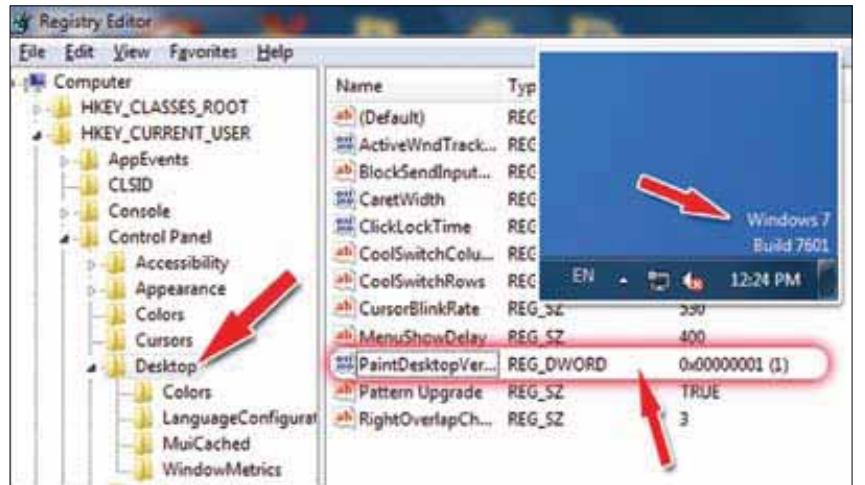 Registry Editor
File Edit View Favorites Help
Computer
HKEY_CLASSES_ROOT
HKEY_CURRENT_USER
AppEvents
CLSID
Console
Control Panel
Accessibility
Appearance
Colors
Cursors
Desktop
Colors
LanguageConfigurat
MuiCached
WindowMetrics
Name Typ
(Default) REG
ActiveWndTrack... REG
BlockSendInput... REG
CaretWidth REG
ClickLockTime REG
CoolSwitchColu... REG
CoolSwitchRows REG
CursorBlinkRate REG_SZ 530
MenuShowDelay REG_SZ 400
PaintDesktopVer... REG_DWORD 0x00000001 (1)
Pattern Upgrade REG_SZ TRUE
RightOverlapCh... REG_SZ 3
Windows 7
Build 7601
EN 12:24 PM